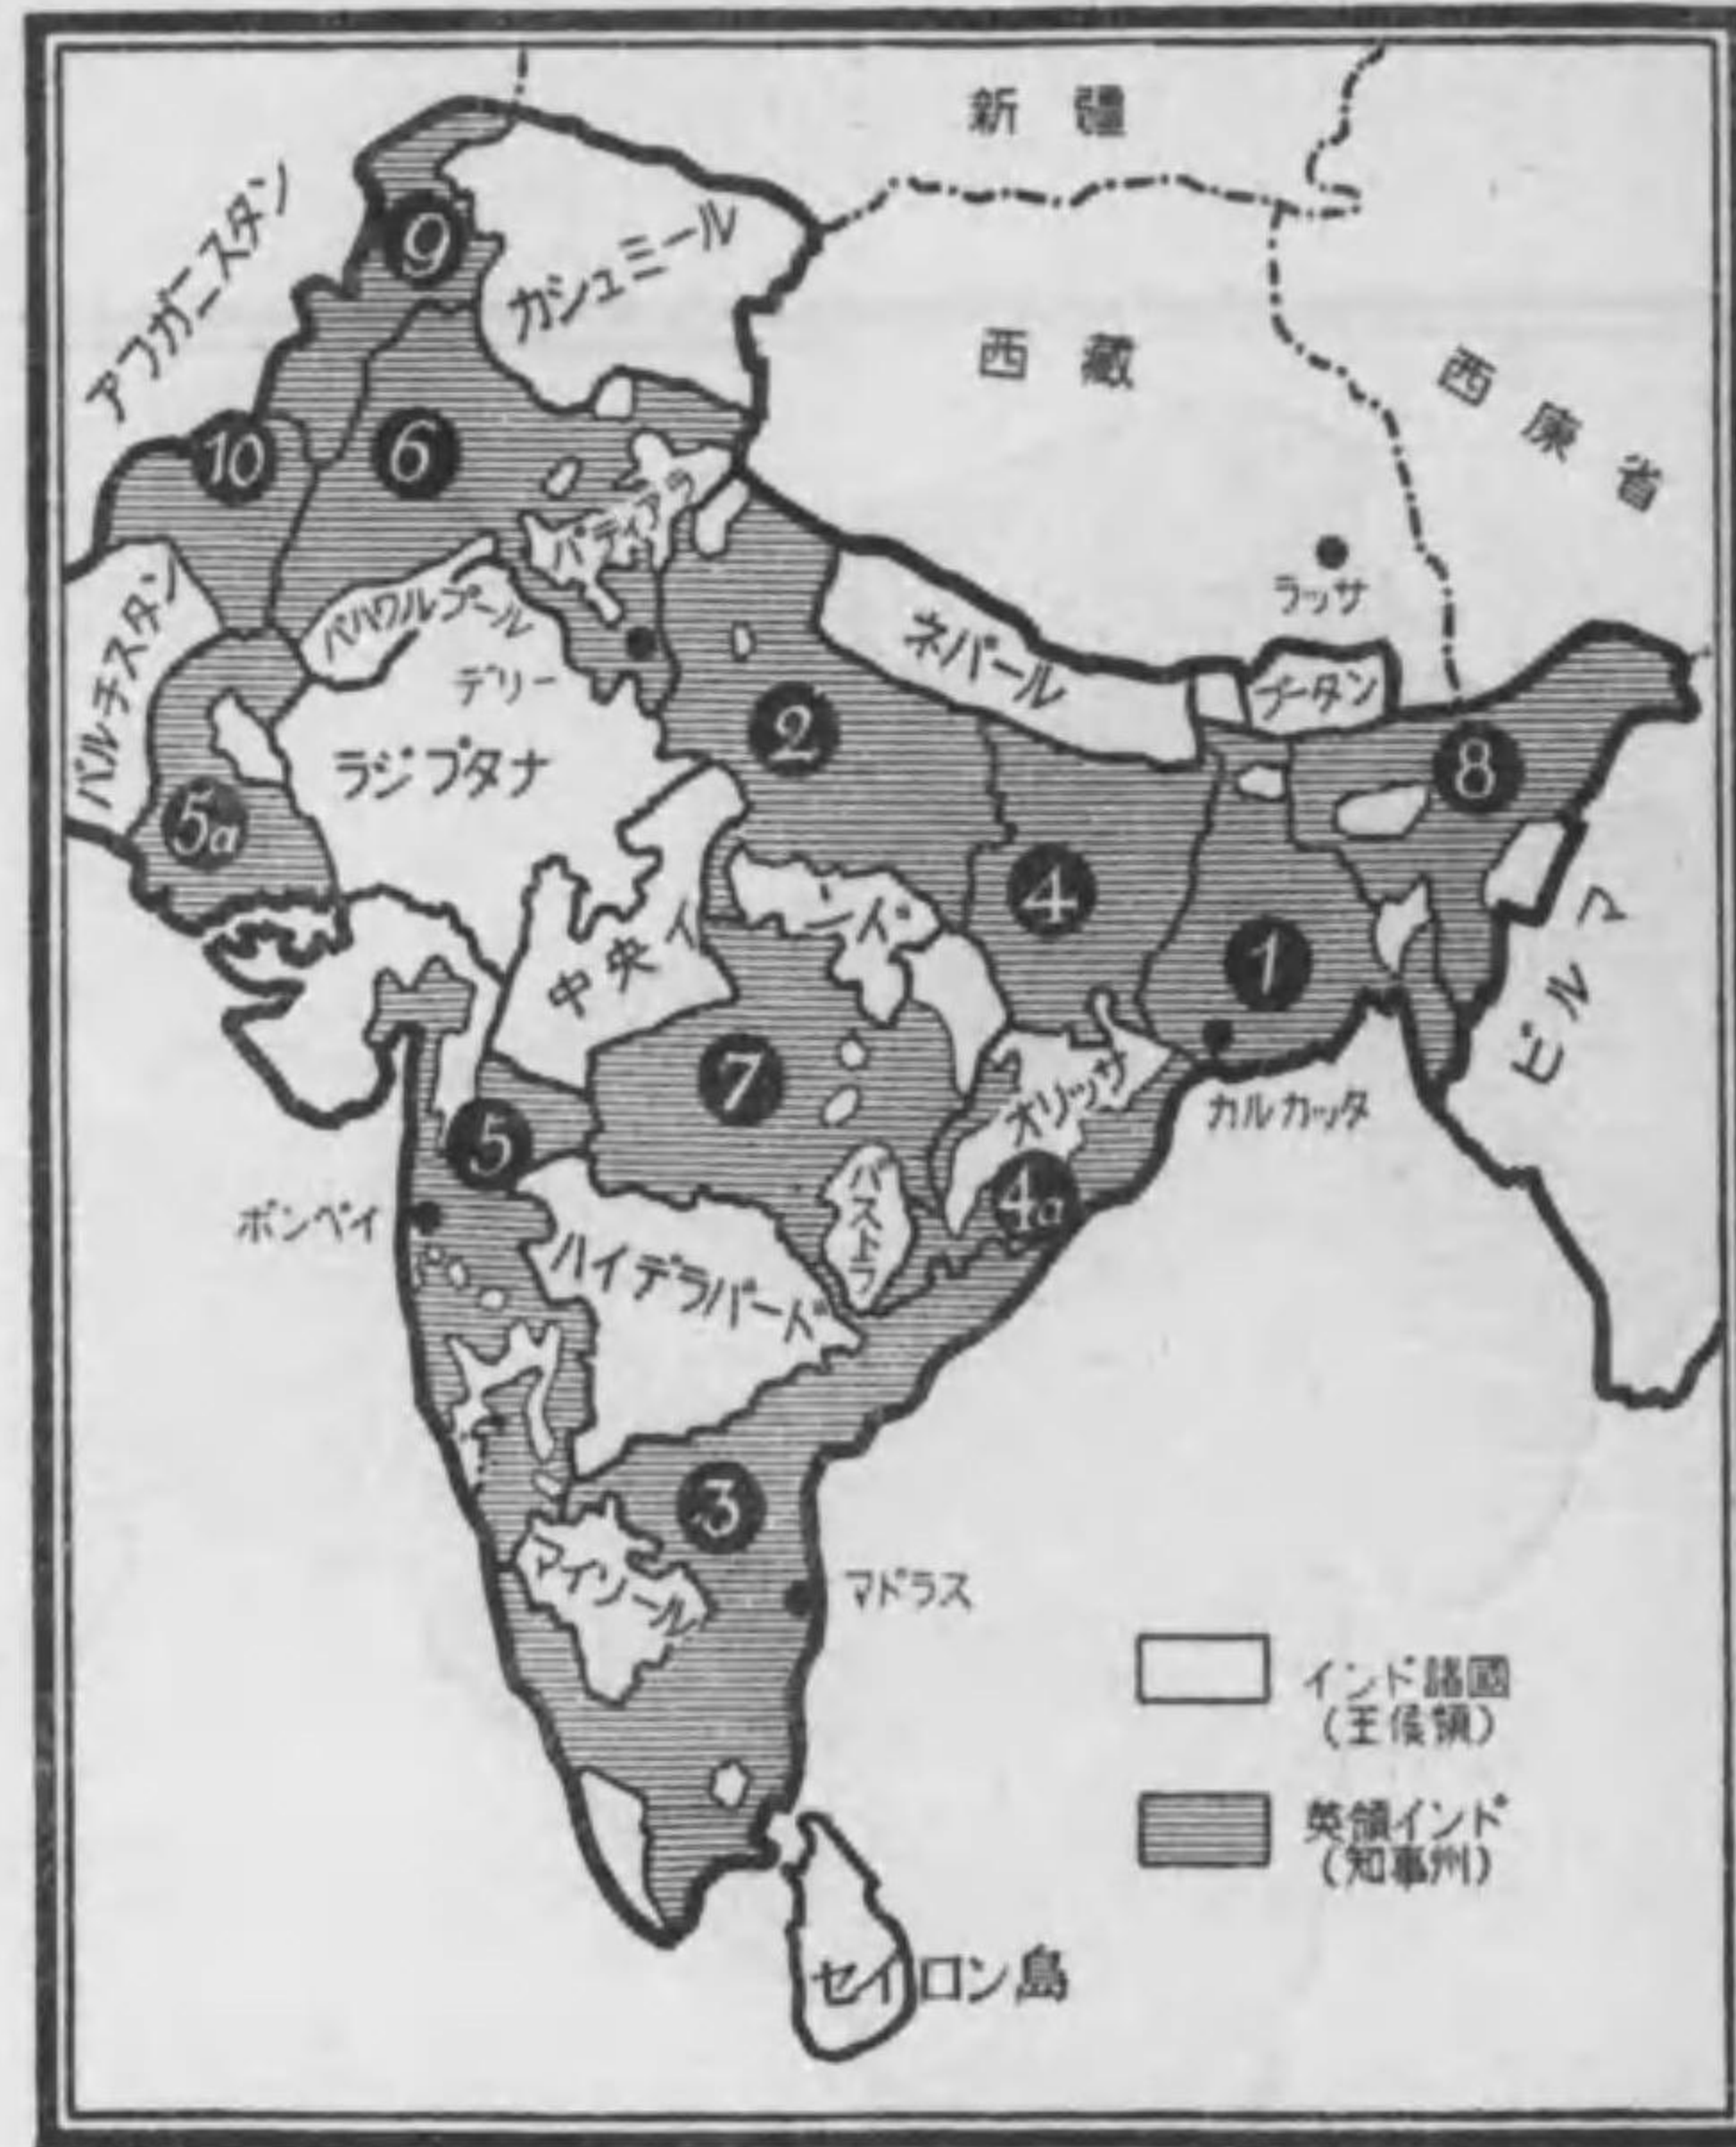 新疆
アフガニスタン
9
カシュミール
西藏
西康省
10
6
パティアラ
ラッサ
バハワルプール
ネパール
ブータン
バルチスタン
デリー
2
ラジプタナ
8
5a
4
中央インド
1
ビルマ
7
オリッサ
カルカッタ
5
4a
ボンベイ
バストラ
ハイデラバード
3
マイソール
マドラス
インド諸國
(王侯領)
英領インド
(知事州)
セイロン島